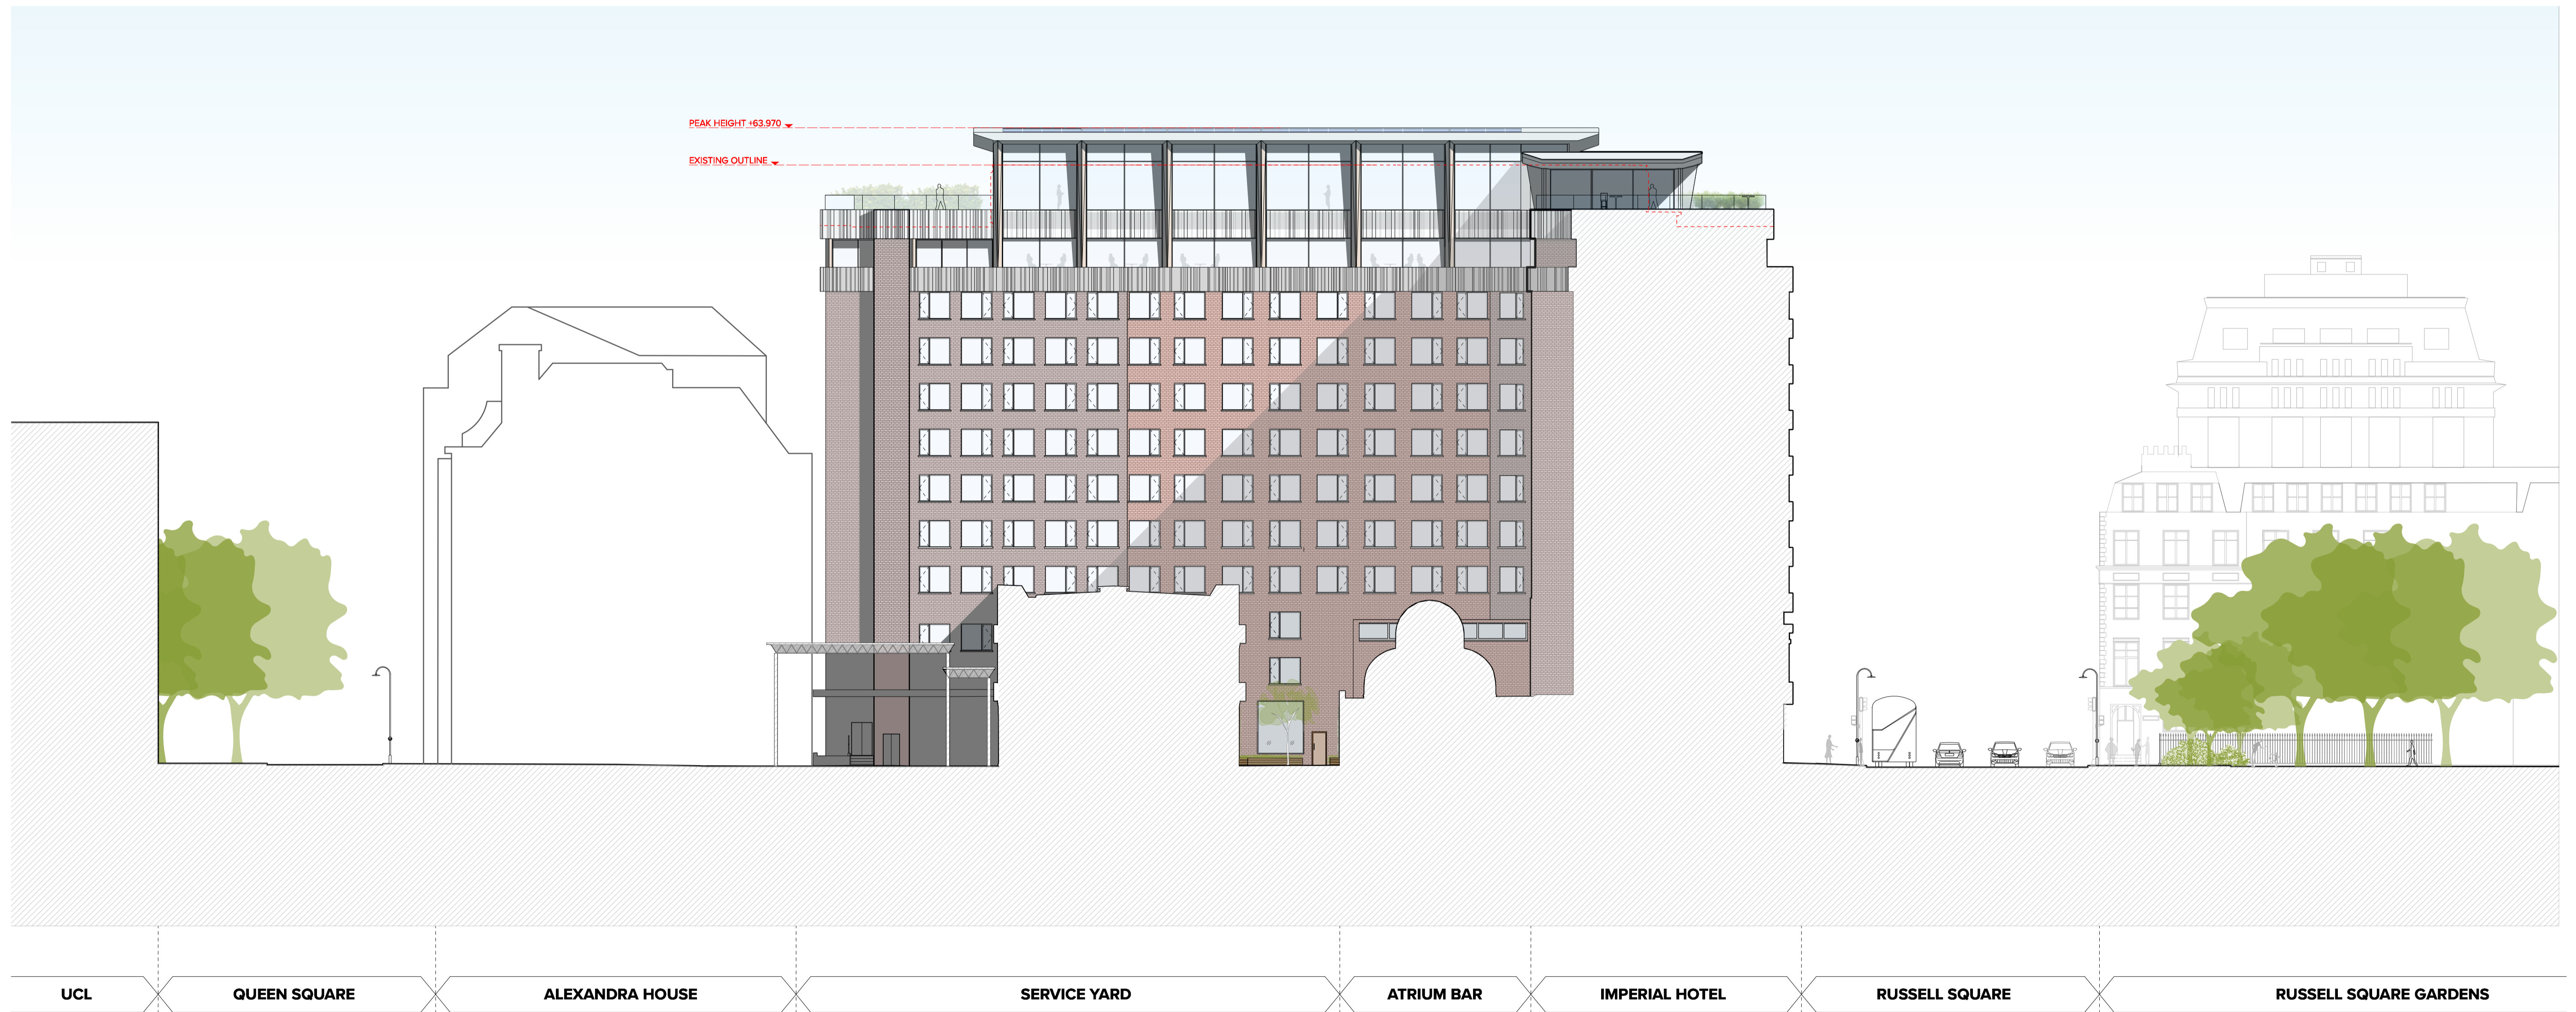 PEAK HEIGHT +63.970
EXISTING OUTLINE
UCL
QUEEN SQUARE
ALEXANDRA HOUSE
SERVICE YARD
ATRIUM BAR
IMPERIAL HOTEL
RUSSELL SQUARE
RUSSELL SQUARE GARDENS